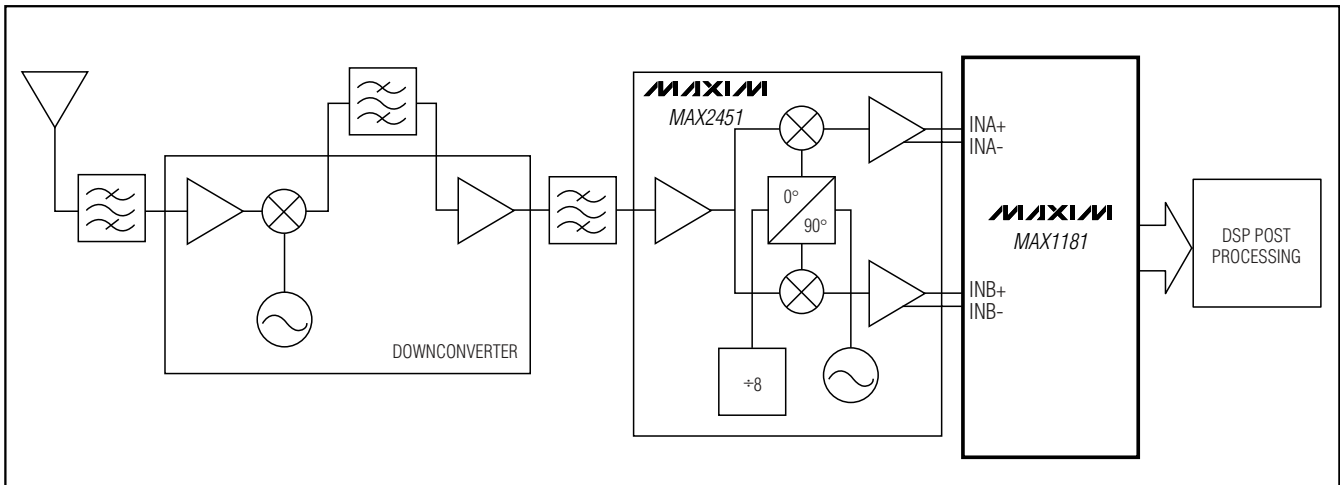 DOWNCONVERTER
MAXIM
MAX2451
0°
90°
÷8
INA+
INA-
MAXIM
MAX1181
INB+
INB-
DSP POST
PROCESSING